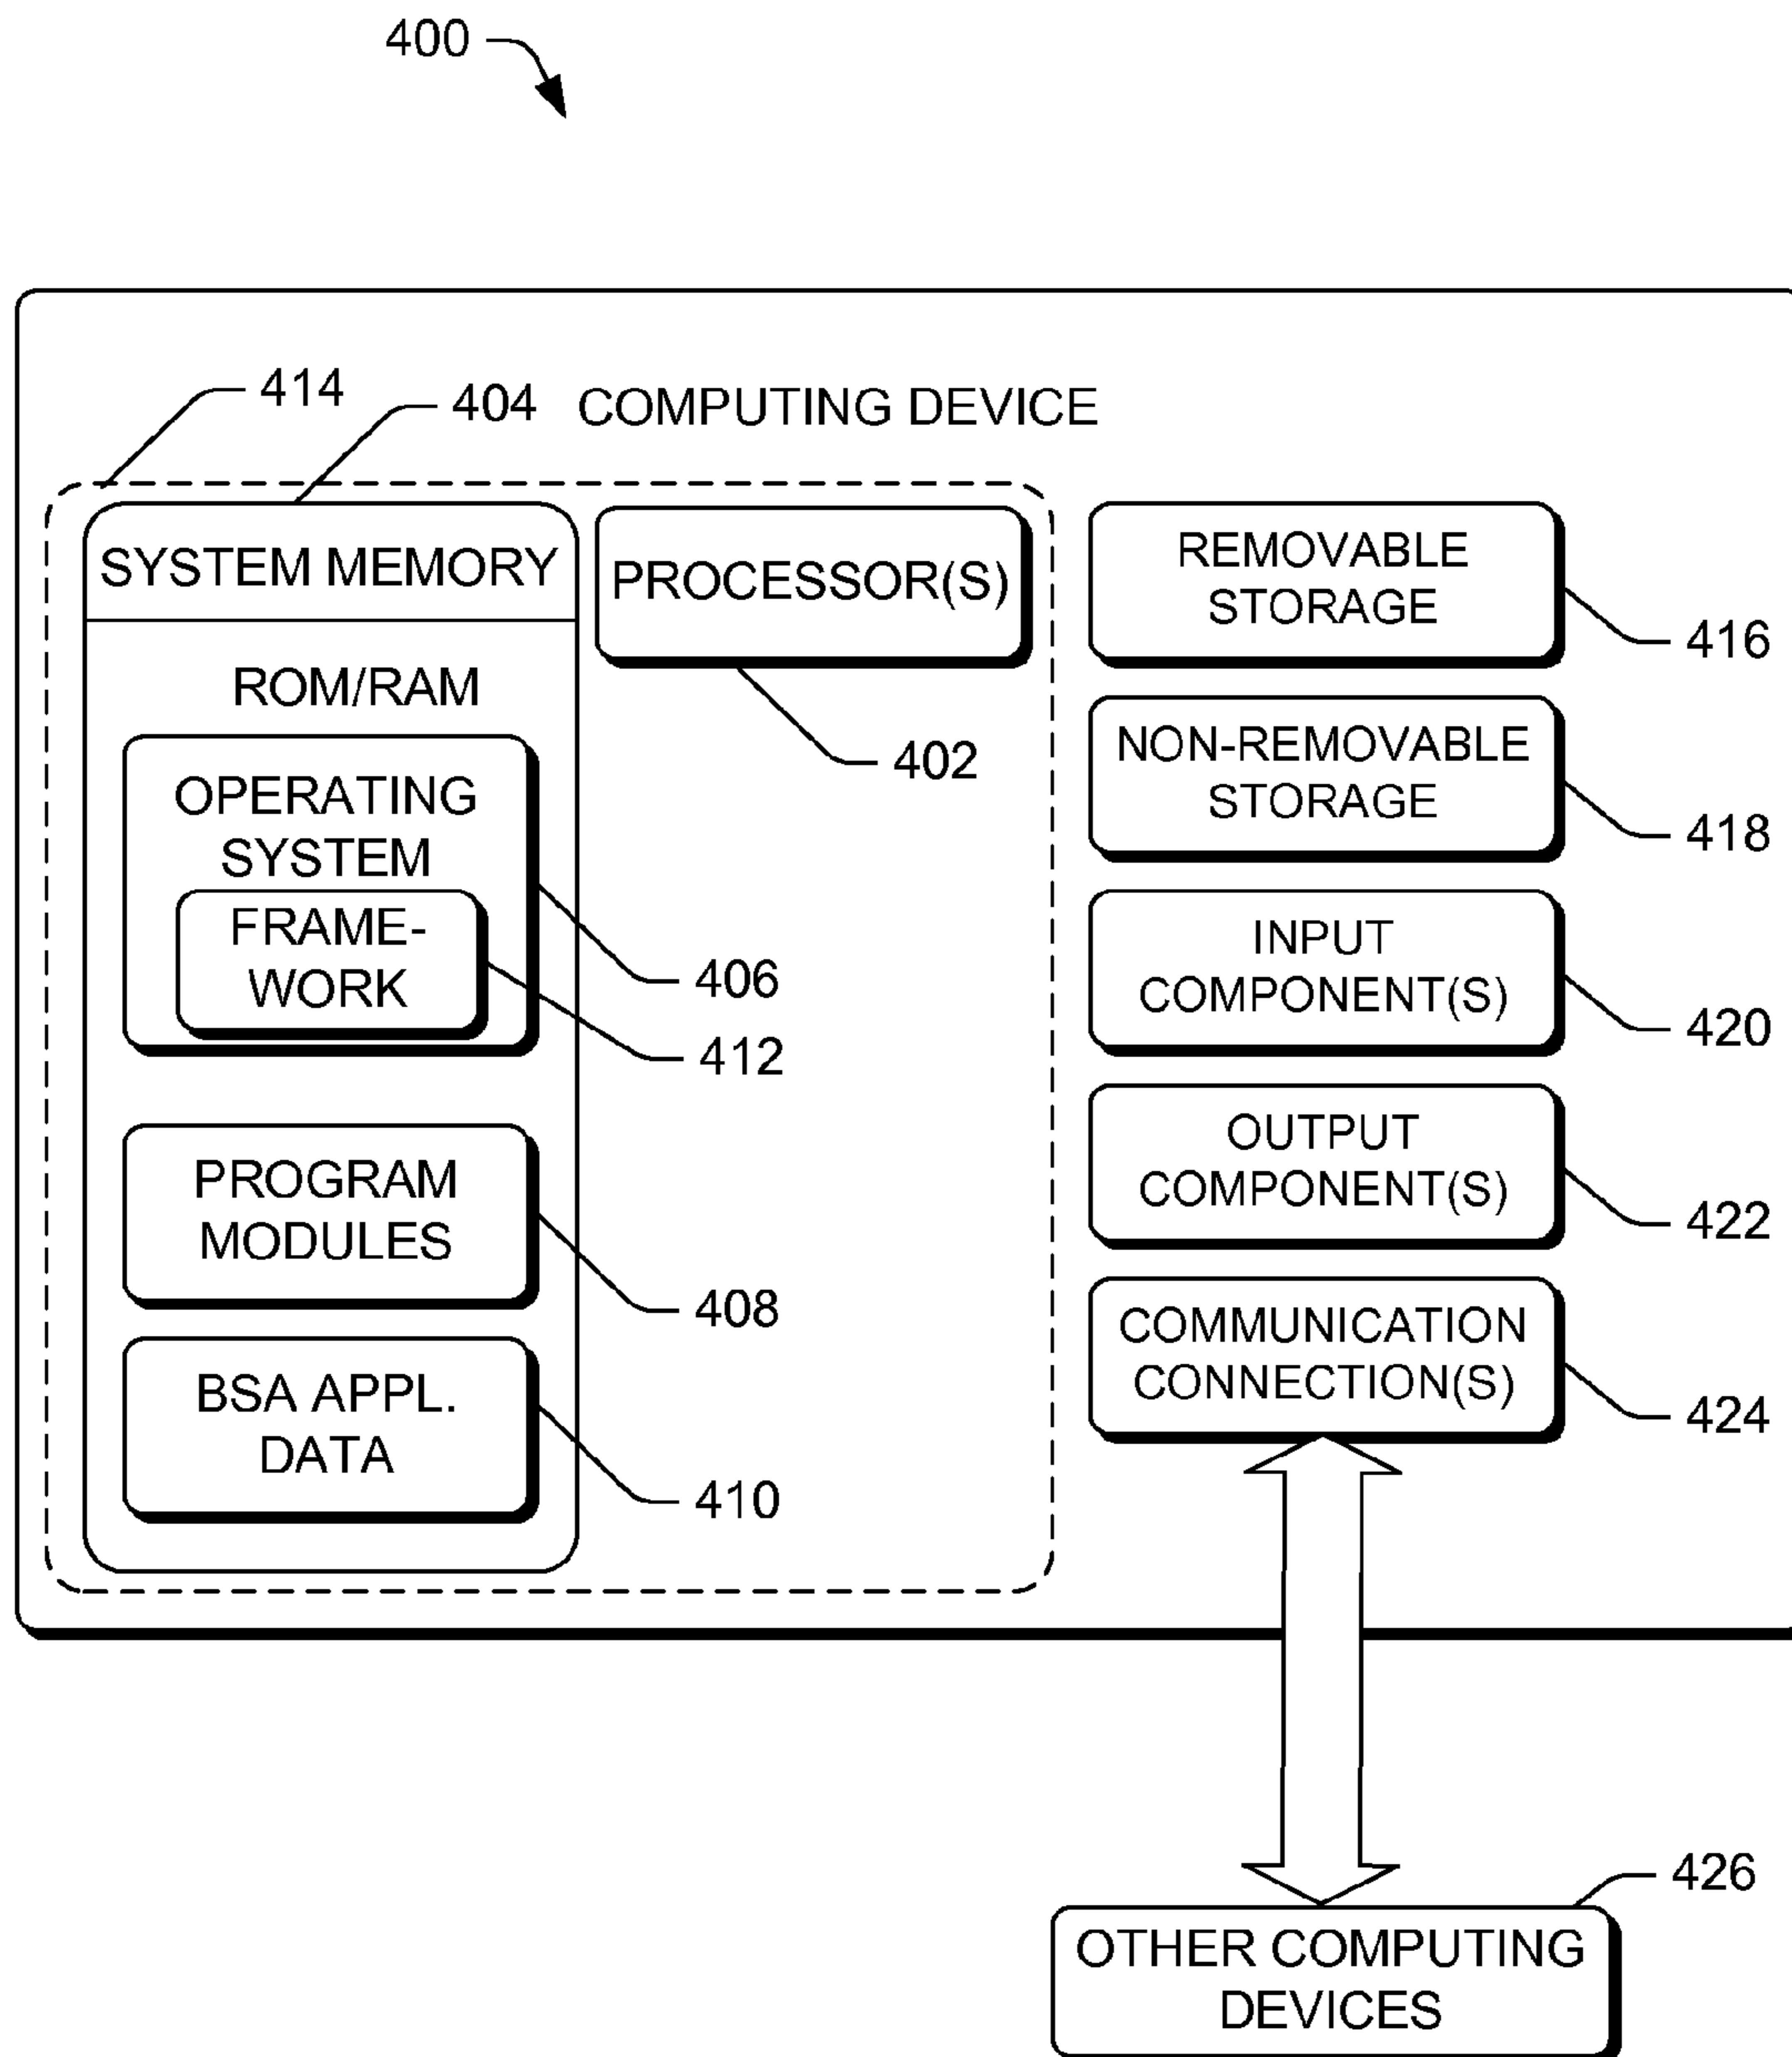 400
414
404
COMPUTING DEVICE
SYSTEM MEMORY
ROM/RAM
OPERATING
SYSTEM
FRAME-
WORK
406
412
PROGRAM
MODULES
408
BSA APPL.
DATA
410
PROCESSOR(S)
402
REMOVABLE
STORAGE
416
NON-REMOVABLE
STORAGE
418
INPUT
COMPONENT(S)
420
OUTPUT
COMPONENT(S)
422
COMMUNICATION
CONNECTION(S)
424
426
OTHER COMPUTING
DEVICES